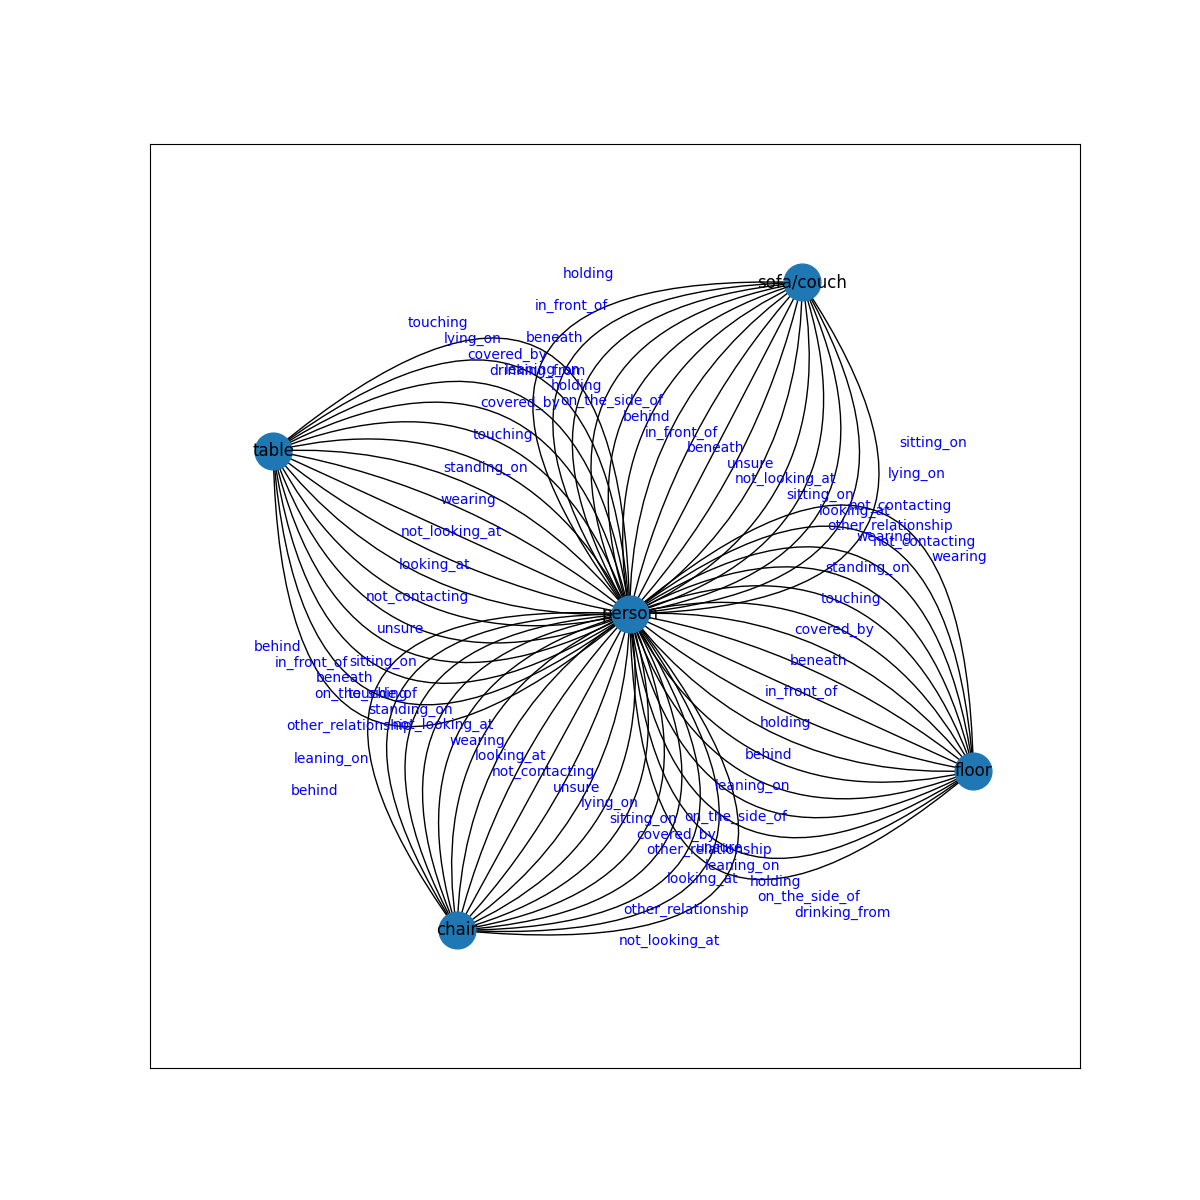 holding
sofa/couch
in_front_of
touching
lying_on
beneath
covered_by
drinking_from
leaning_on
holding
covered_by
on_the_side_of
behind
touching
in_front_of
sitting_on
beneath
table
unsure
standing_on
lying_on
not_looking_at
sitting_on
wearing
not_contacting
looking_at
other_relationship
not_looking_at
wearing
not_contacting
wearing
looking_at
standing_on
not_contacting
touching
person
unsure
covered_by
behind
in_front_of
sitting_on
beneath
beneath
in_front_of
on_the_side_of
touching
standing_on
other_relationship
not_looking_at
holding
wearing
looking_at
behind
leaning_on
not_contacting
floor
unsure
leaning_on
behind
lying_on
sitting_on
on_the_side_of
covered_by
other_relationship
unsure
leaning_on
looking_at
holding
on_the_side_of
other_relationship
drinking_from
chair
not_looking_at